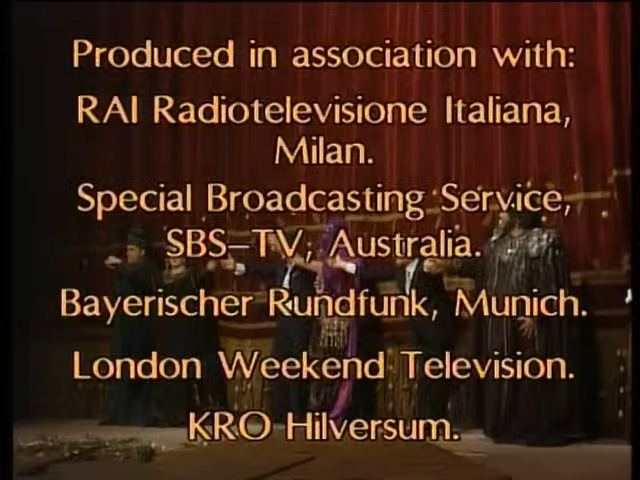 Produced in association with:
RAI Radiotelevisione Italiana,
Milan.
Special Broadcasting Service,
SBS–TV, Australia.
Bayerischer Rundfunk, Munich.
London Weekend Television.
KRO Hilversum.